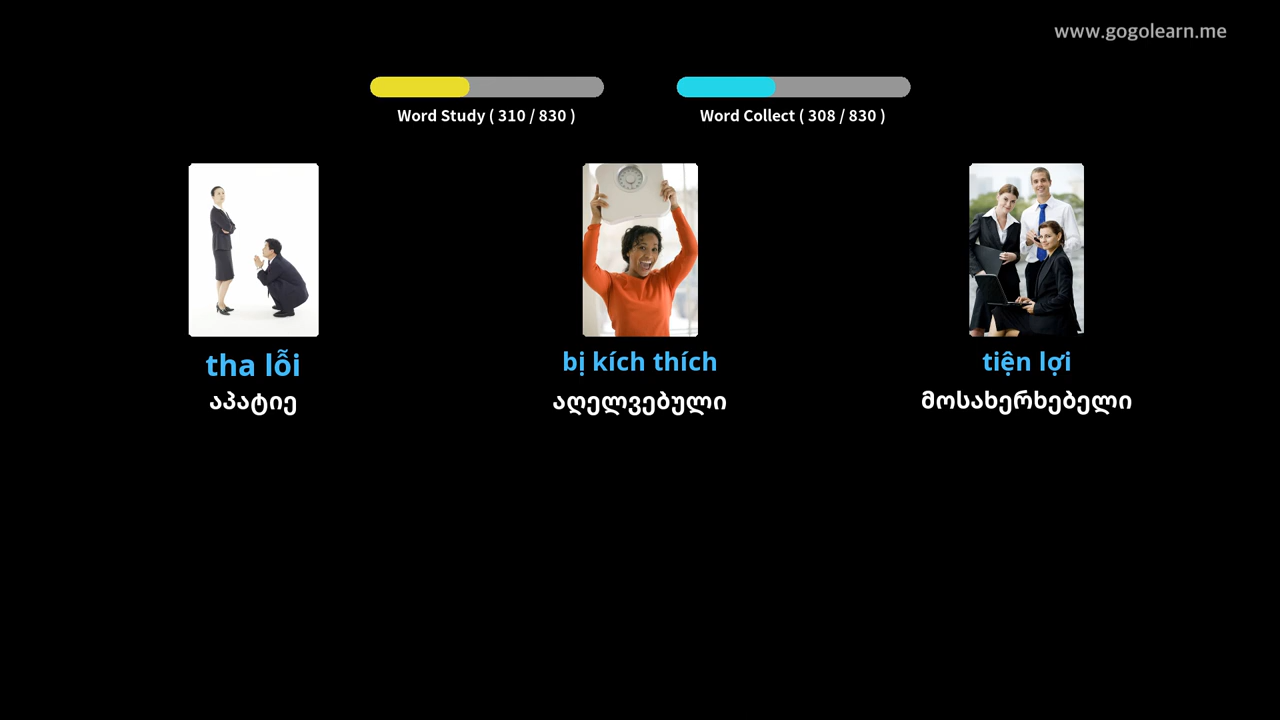 www.gogolearn.me
Word Study ( 310 / 830 )
Word Collect ( 308 / 830 )
tha lỗi
bị kích thích
tiện lợi
აპატიე
აღელვებული
მოსახერხებელი